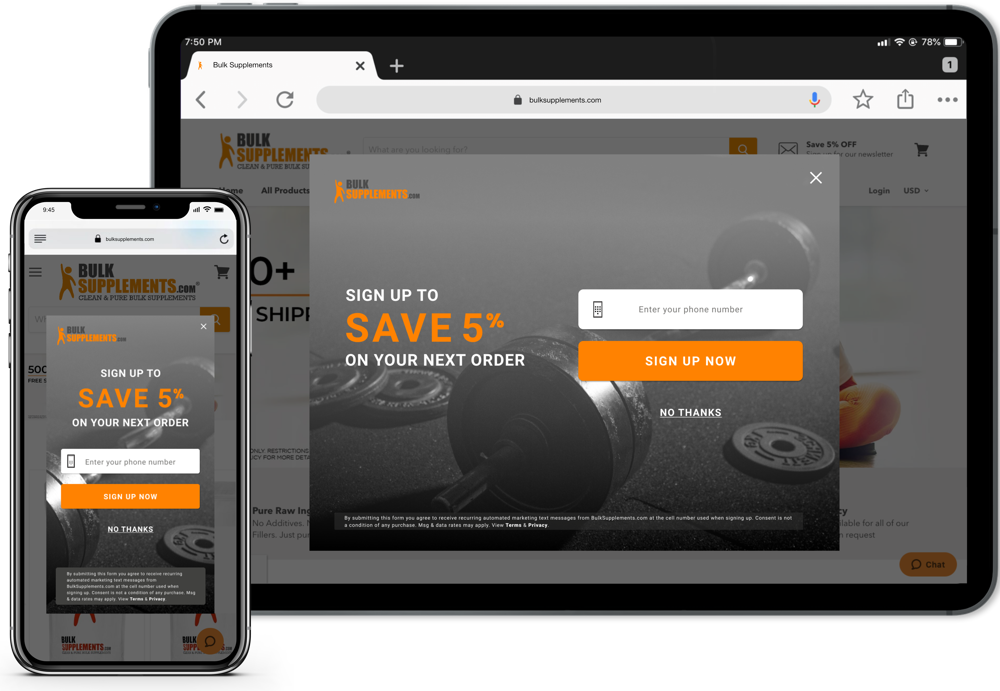 7:50 PM
78%
Bulk Supplements
1
bulksupplements.com
BULK
SUPPLEMENTS
CLEAN & PURE BULK SU
What are you looking for?
Save 5% OFF
Sign up for our newsletter
Home
All Products
Login
USD
BULK
SUPPLEMENTS.COM
0+
SHIPP
SIGN UP TO
SAVE 5%
ON YOUR NEXT ORDER
Enter your phone number
SIGN UP NOW
NO THANKS
By submitting this form you agree to receive recurring automated marketing text messages from BulkSupplements.com at the cell number used when signing up. Consent is not
a condition of any purchase. Msg & data rates may apply. View Terms & Privacy
ONLY. RESTRICTIONS
CY FOR MORE DETA
Pure Raw Ing
No Additives.
Fillers. Just pu
cy
ilable for all of our
n request
Chat
9:45
bulksupplements.com
BULK
SUPPLEMENTS.COM®
CLEAN & PURE BULK SUPPLEMENTS
W
500
FREE S
BULK
SUPPLEMENTS.COM
SIGN UP TO
SAVE 5%
ON YOUR NEXT ORDER
Enter your phone number
SIGN UP NOW
NO THANKS
By submitting this form you agree to receive recurring
automated marketing text messages from
BulkSupplements.com at the cell number used when
signing up. Consent is not a condition of any purchase. Msg
& data rates may apply. View Terms & Privacy
BULK
SUPPLEMENTS.COM
BULK
SUPPLEMENTS.COM